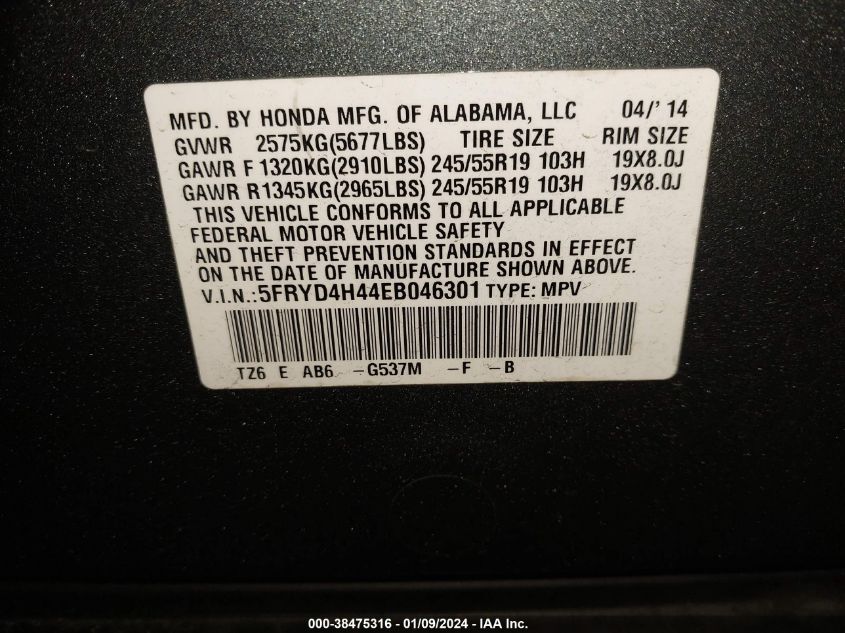 MFD. BY HONDA MFG. OF ALABAMA, LLC 04/'14
GVWR 2575KG(5677LBS) TIRE SIZE RIM SIZE
GAWR F 1320KG(2910LBS) 245/55R19 103H 19X8.0J
GAWR R1345KG(2965LBS) 245/55R19 103H 19X8.0J
THIS VEHICLE CONFORMS TO ALL APPLICABLE
FEDERAL MOTOR VEHICLE SAFETY
AND THEFT PREVENTION STANDARDS IN EFFECT
ON THE DATE OF MANUFACTURE SHOWN ABOVE.
V.I.N.:5FRYD4H44EB046301 TYPE: MPV
TZ6 E AB6 -G537M -F -B
000-38475316 - 01/09/2024 - IAA Inc.